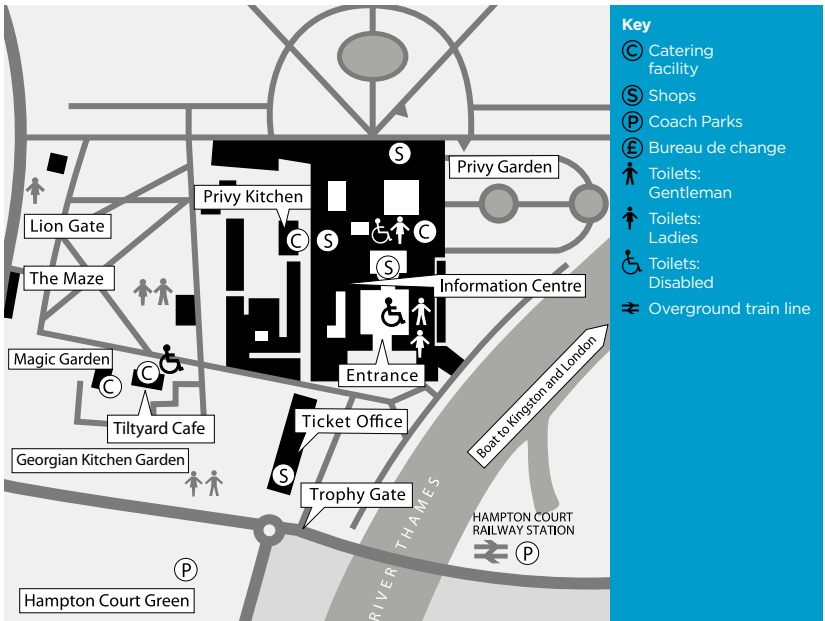 S
Privy Garden
Privy Kitchen
C
S
C
Lion Gate
S
The Maze
Information Centre
Magic Garden
C
C
Entrance
Boat to Kingston and London
Tiltyard Cafe
Ticket Office
Georgian Kitchen Garden
S
Trophy Gate
RIVER THAMES
HAMPTON COURT
RAILWAY STATION
P
P
Hampton Court Green
Key
C Catering
facility
S Shops
P Coach Parks
£ Bureau de change
Toilets:
Gentleman
Toilets:
Ladies
Toilets:
Disabled
Overground train line